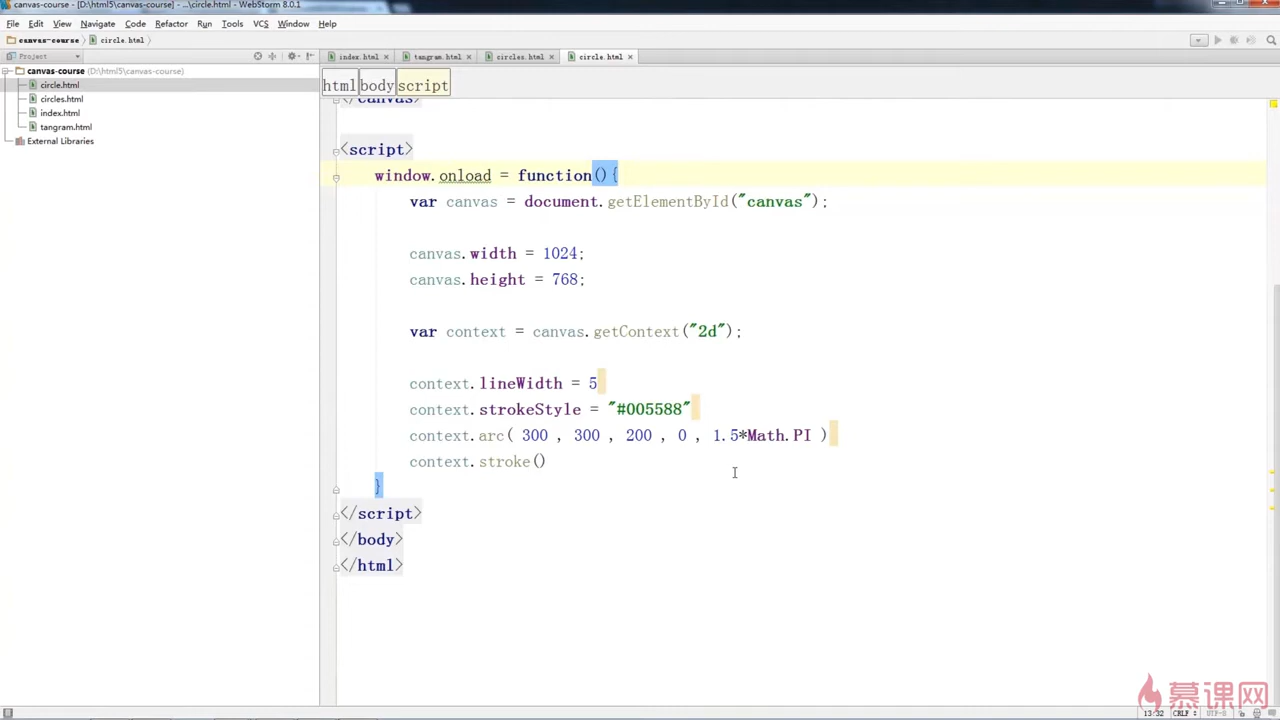 canvas-course - [D:\html5\canvas-course] - ...\circle.html - WebStorm 8.0.1
File Edit View Navigate Code Refactor Run Tools VCS Window Help
canvas-course circle.html
Project
index.html tangram.html circles.html circle.html
canvas-course (D:\html5\canvas-course)
circle.html
circles.html
index.html
tangram.html
External Libraries
html body script
</canvas>
<script>
window.onload = function(){
var canvas = document.getElementById("canvas");
canvas.width = 1024;
canvas.height = 768;
var context = canvas.getContext("2d");
context.lineWidth = 5
context.strokeStyle = "#005588"
context.arc( 300 , 300 , 200 , 0 , 1.5*Math.PI )
context.stroke()
}
</script>
</body>
</html>
慕课网
13:32 CRLF UTF-8